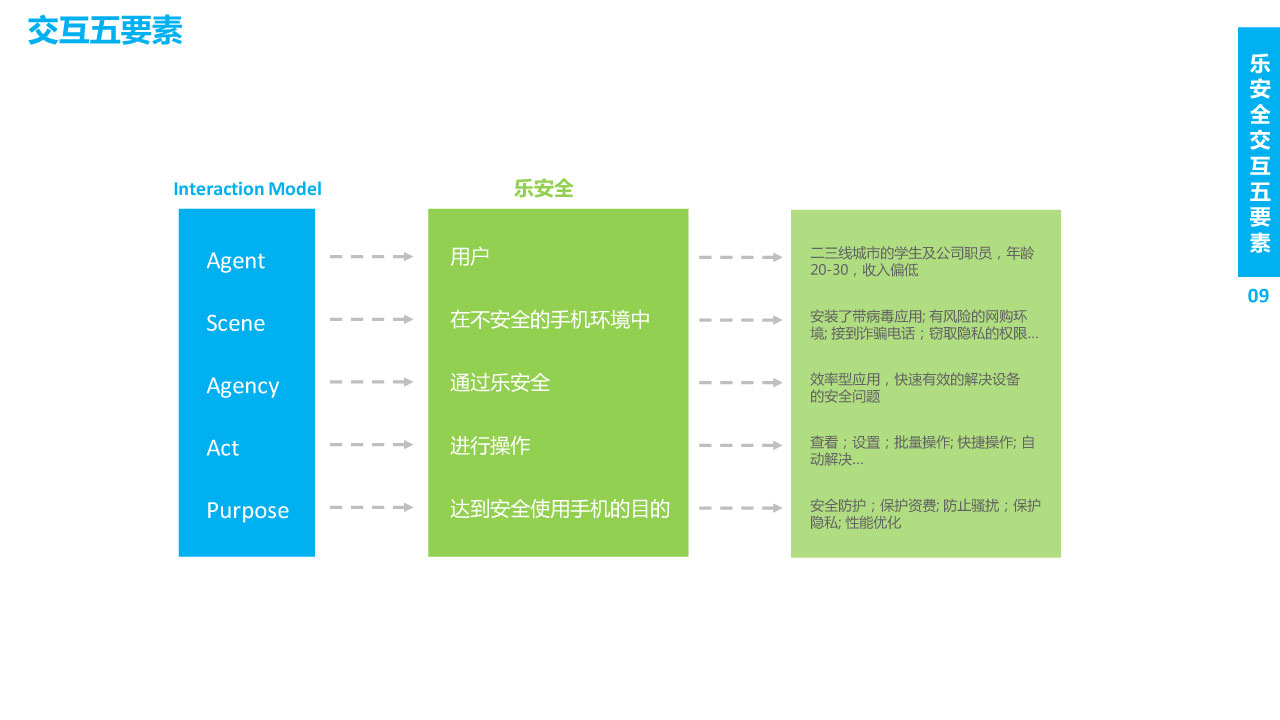 交互五要素
乐安全交互五要素
09
Interaction Model
乐安全
Agent
用户
二三线城市的学生及公司职员，年龄
20-30，收入偏低
Scene
在不安全的手机环境中
安装了带病毒应用; 有风险的网购环
境; 接到诈骗电话；窃取隐私的权限...
Agency
通过乐安全
效率型应用，快速有效的解决设备
的安全问题
Act
进行操作
查看；设置；批量操作; 快捷操作; 自
动解决...
Purpose
达到安全使用手机的目的
安全防护；保护资费; 防止骚扰；保护
隐私; 性能优化